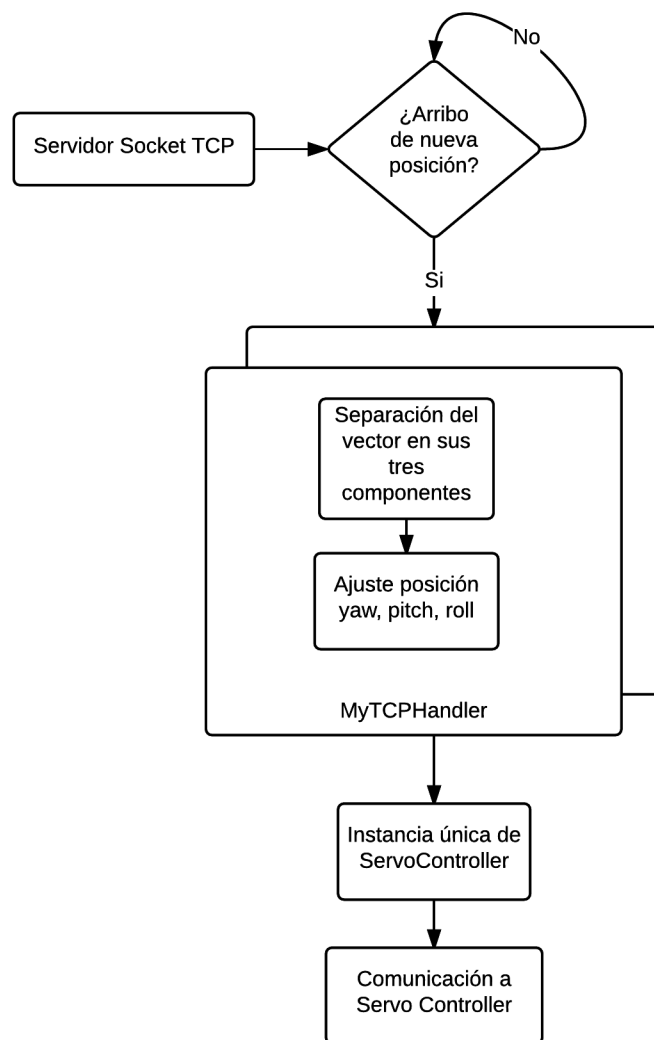 No
¿Arribo
de nueva
posición?
Servidor Socket TCP
Si
Separación del
vector en sus
tres
componentes
Ajuste posición
yaw, pitch, roll
MyTCPHandler
Instancia única de
ServoController
Comunicación a
Servo Controller